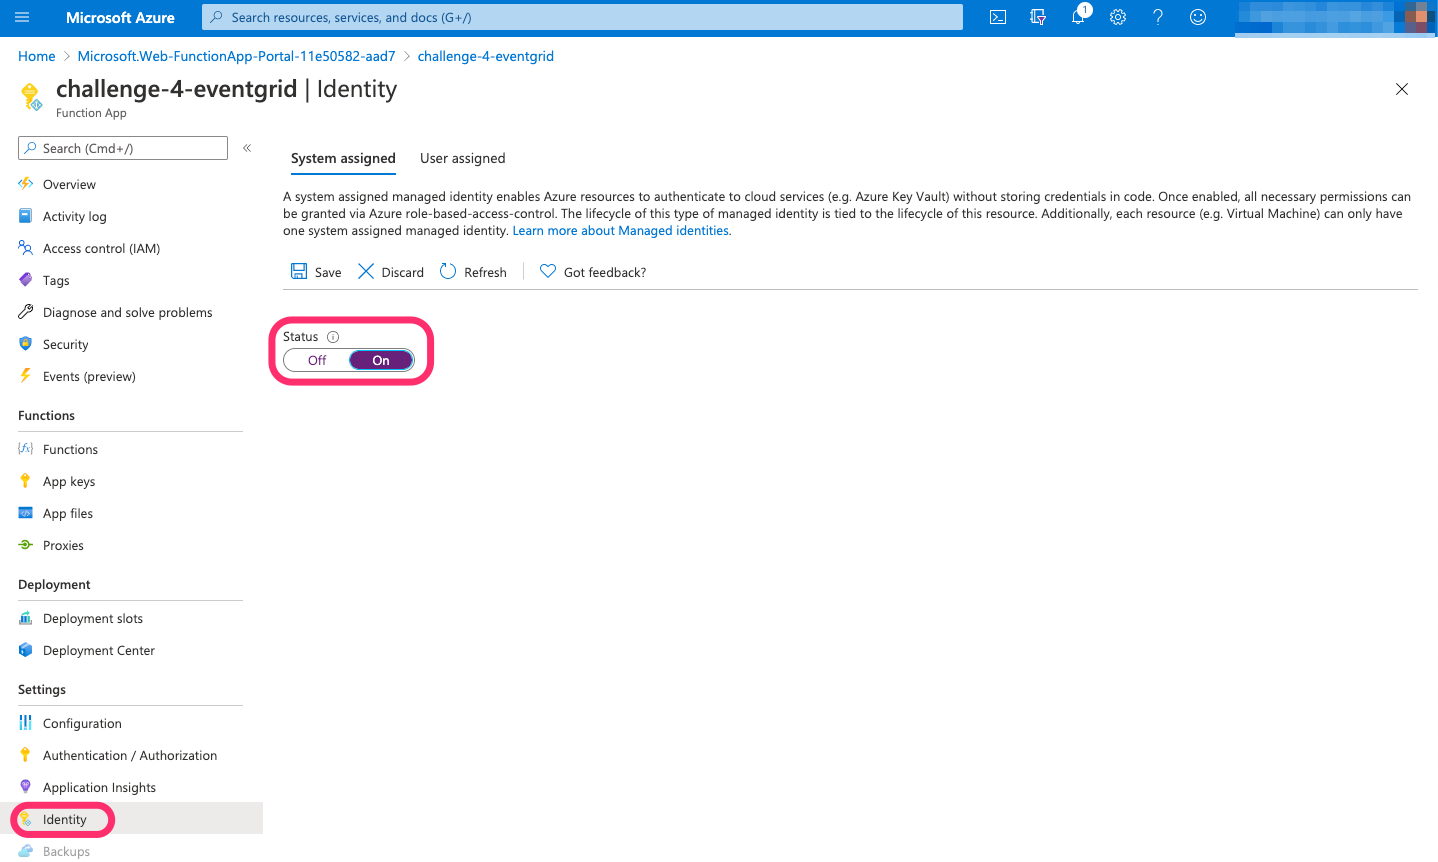 Microsoft Azure
Search resources, services, and docs (G+/)
1
Home > Microsoft.Web-FunctionApp-Portal-11e50582-aad7 > challenge-4-eventgrid
challenge-4-eventgrid | Identity
Function App
Search (Cmd+/)
«
Overview
Activity log
Access control (IAM)
Tags
Diagnose and solve problems
Security
Events (preview)
Functions
Functions
App keys
App files
Proxies
Deployment
Deployment slots
Deployment Center
Settings
Configuration
Authentication / Authorization
Application Insights
Identity
Backups
System assigned User assigned
A system assigned managed identity enables Azure resources to authenticate to cloud services (e.g. Azure Key Vault) without storing credentials in code. Once enabled, all necessary permissions can
be granted via Azure role-based-access-control. The lifecycle of this type of managed identity is tied to the lifecycle of this resource. Additionally, each resource (e.g. Virtual Machine) can only have
one system assigned managed identity. Learn more about Managed identities.
Save Discard Refresh Got feedback?
Status
Off On